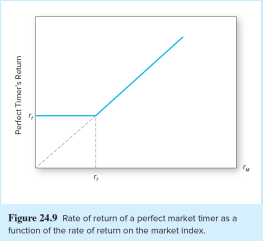 Perfect Timer's Return
r_f
r_f
r_M
Figure 24.9 Rate of return of a perfect market timer as a
function of the rate of return on the market index.